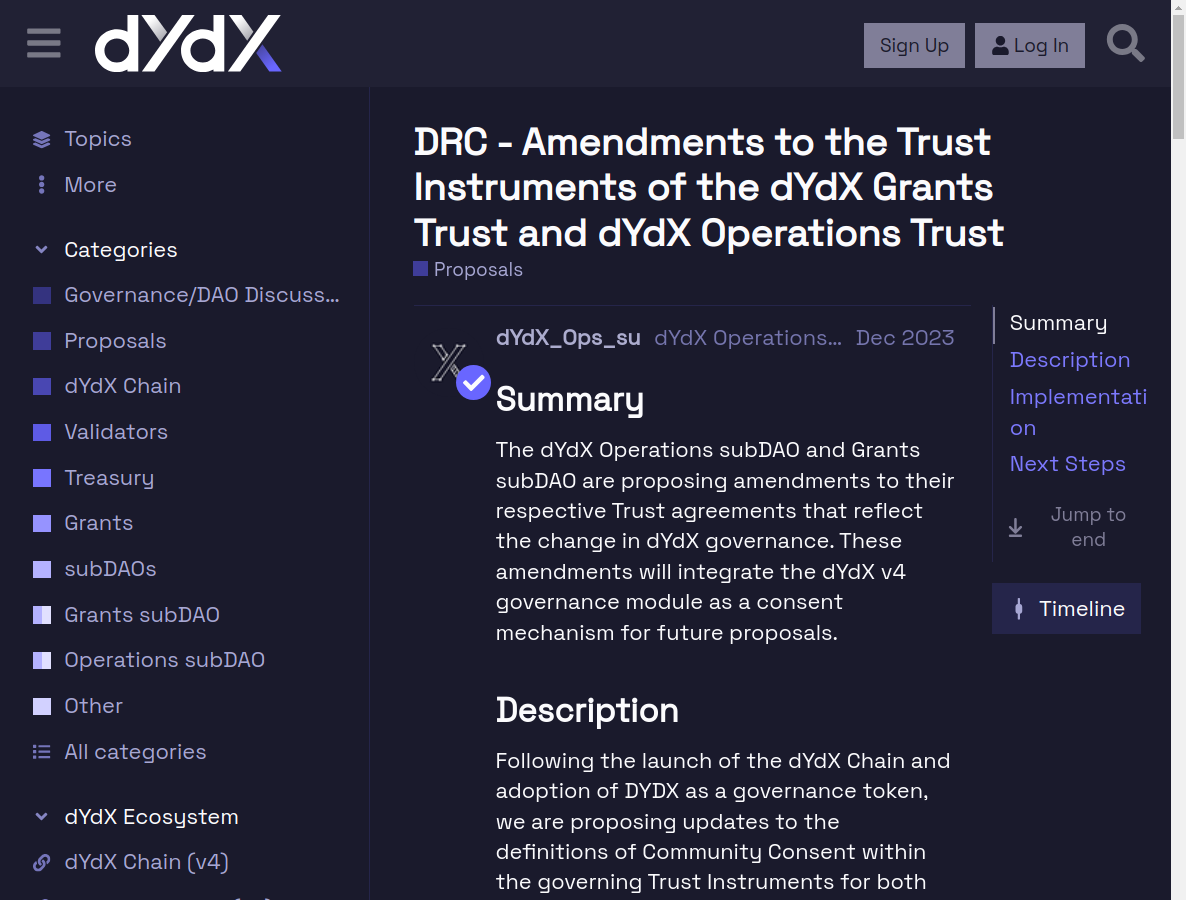 dYdX
Sign Up
Log In
Topics
More
Categories
Governance/DAO Discuss...
Proposals
dYdX Chain
Validators
Treasury
Grants
subDAOs
Grants subDAO
Operations subDAO
Other
All categories
dYdX Ecosystem
dYdX Chain (v4)
DRC - Amendments to the Trust
Instruments of the dYdX Grants
Trust and dYdX Operations Trust
Proposals
dYdX_Ops_su dYdX Operations... Dec 2023
Summary
The dYdX Operations subDAO and Grants
subDAO are proposing amendments to their
respective Trust agreements that reflect
the change in dYdX governance. These
amendments will integrate the dYdX v4
governance module as a consent
mechanism for future proposals.
Description
Following the launch of the dYdX Chain and
adoption of DYDX as a governance token,
we are proposing updates to the
definitions of Community Consent within
the governing Trust Instruments for both
Summary
Description
Implementati
on
Next Steps
Jump to
end
Timeline